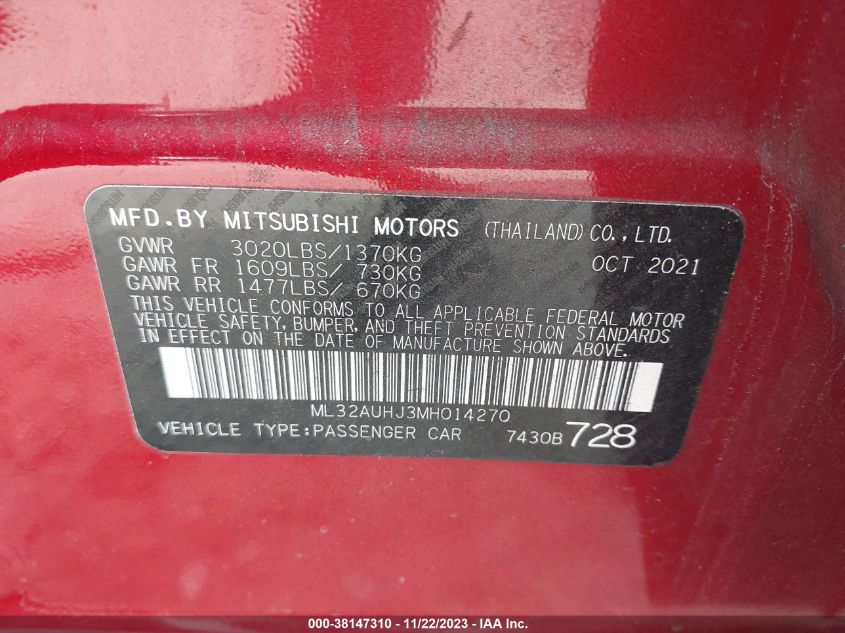 MFD.BY MITSUBISHI MOTORS (THAILAND)CO.,LTD.
GVWR 3020LBS/1370KG OCT 2021
GAWR FR 1609LBS/ 730KG
GAWR RR 1477LBS/ 670KG
THIS VEHICLE CONFORMS TO ALL APPLICABLE FEDERAL MOTOR
VEHICLE SAFETY, BUMPER, AND THEFT PREVENTION STANDARDS
IN EFFECT ON THE DATE OF MANUFACTURE SHOWN ABOVE.
ML32AUHJ3MH014270
VEHICLE TYPE:PASSENGER CAR 7430B 728
000-38147310 - 11/22/2023 - IAA Inc.